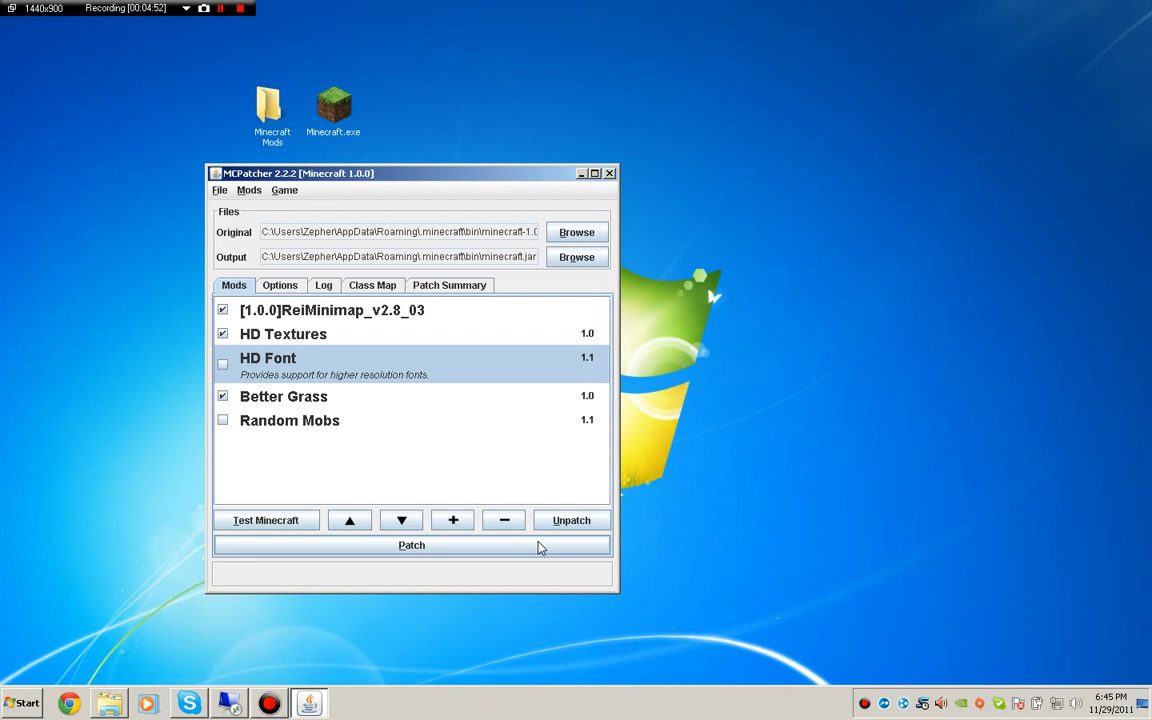 1440x900 Recording [00:04:52]
Minecraft Mods
Minecraft.exe
MCPatcher 2.2.2 [Minecraft 1.0.0]
File Mods Game
Files
Original C:\Users\Zepher\AppData\Roaming\.minecraft\bin\minecraft-1.0 Browse
Output C:\Users\Zepher\AppData\Roaming\.minecraft\bin\minecraft.jar Browse
Mods Options Log Class Map Patch Summary
[1.0.0]ReiMinimap_v2.8_03
HD Textures 1.0
HD Font 1.1
Provides support for higher resolution fonts.
Better Grass 1.0
Random Mobs 1.1
Test Minecraft Unpatch
Patch
Start
6:45 PM
11/29/2011